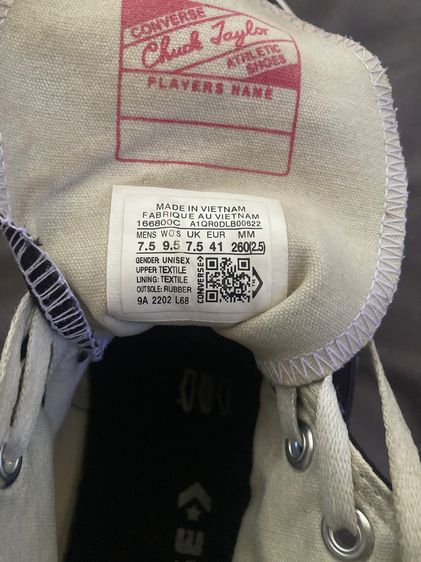 CONVERSE
Chuck Taylor
ATHLETIC
SHOES
PLAYERS NAME
MADE IN VIETNAM
FABRIQUE AU VIETNAM
166800C A1QR0DLB00622
MENS WO'S UK EUR MM
7.5 9.5 7.5 41 260(2.5)
GENDER:UNISEX
UPPER:TEXTILE
LINING: TEXTILE
OUTSOLE: RUBBER
9A 2202 L68
CONVERSE